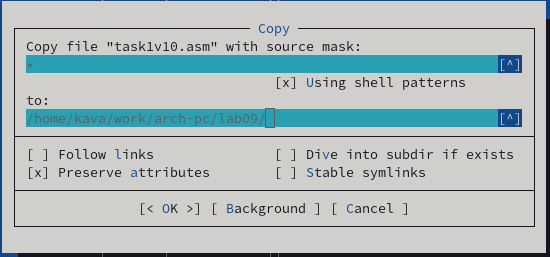 Copy
Copy file "task1v10.asm" with source mask:
* [^]
[x] Using shell patterns
to:
/home/kava/work/arch-pc/lab09/ [^]
[ ] Follow links [ ] Dive into subdir if exists
[x] Preserve attributes [ ] Stable symlinks
[< OK >] [ Background ] [ Cancel ]